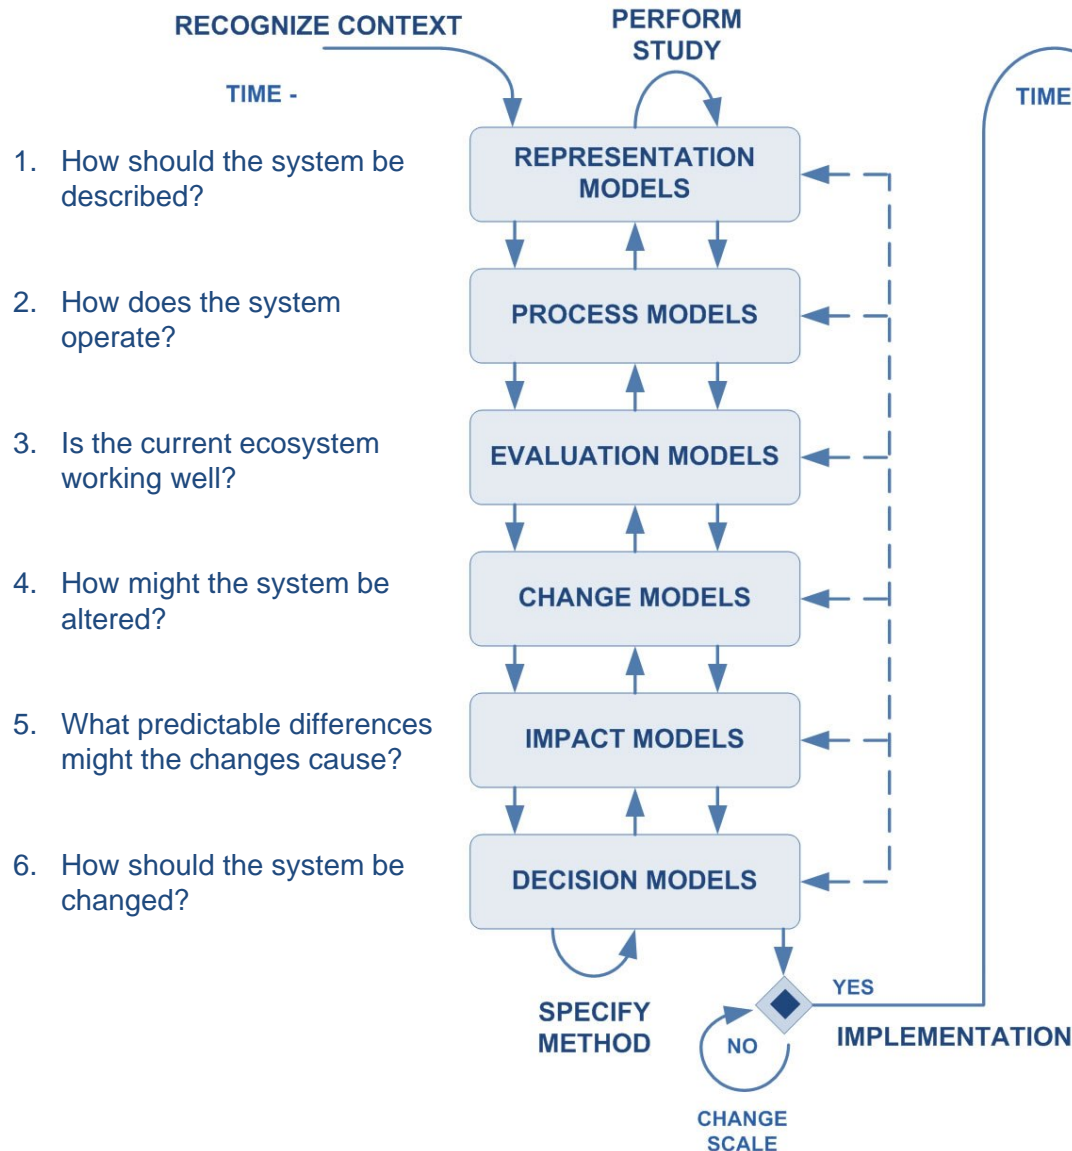 RECOGNIZE CONTEXT
PERFORM
STUDY
TIME -
TIME
1. How should the system be
described?
REPRESENTATION
MODELS
2. How does the system
operate?
PROCESS MODELS
3. Is the current ecosystem
working well?
EVALUATION MODELS
4. How might the system be
altered?
CHANGE MODELS
5. What predictable differences
might the changes cause?
IMPACT MODELS
6. How should the system be
changed?
DECISION MODELS
SPECIFY
METHOD
YES
NO
IMPLEMENTATION
CHANGE
SCALE